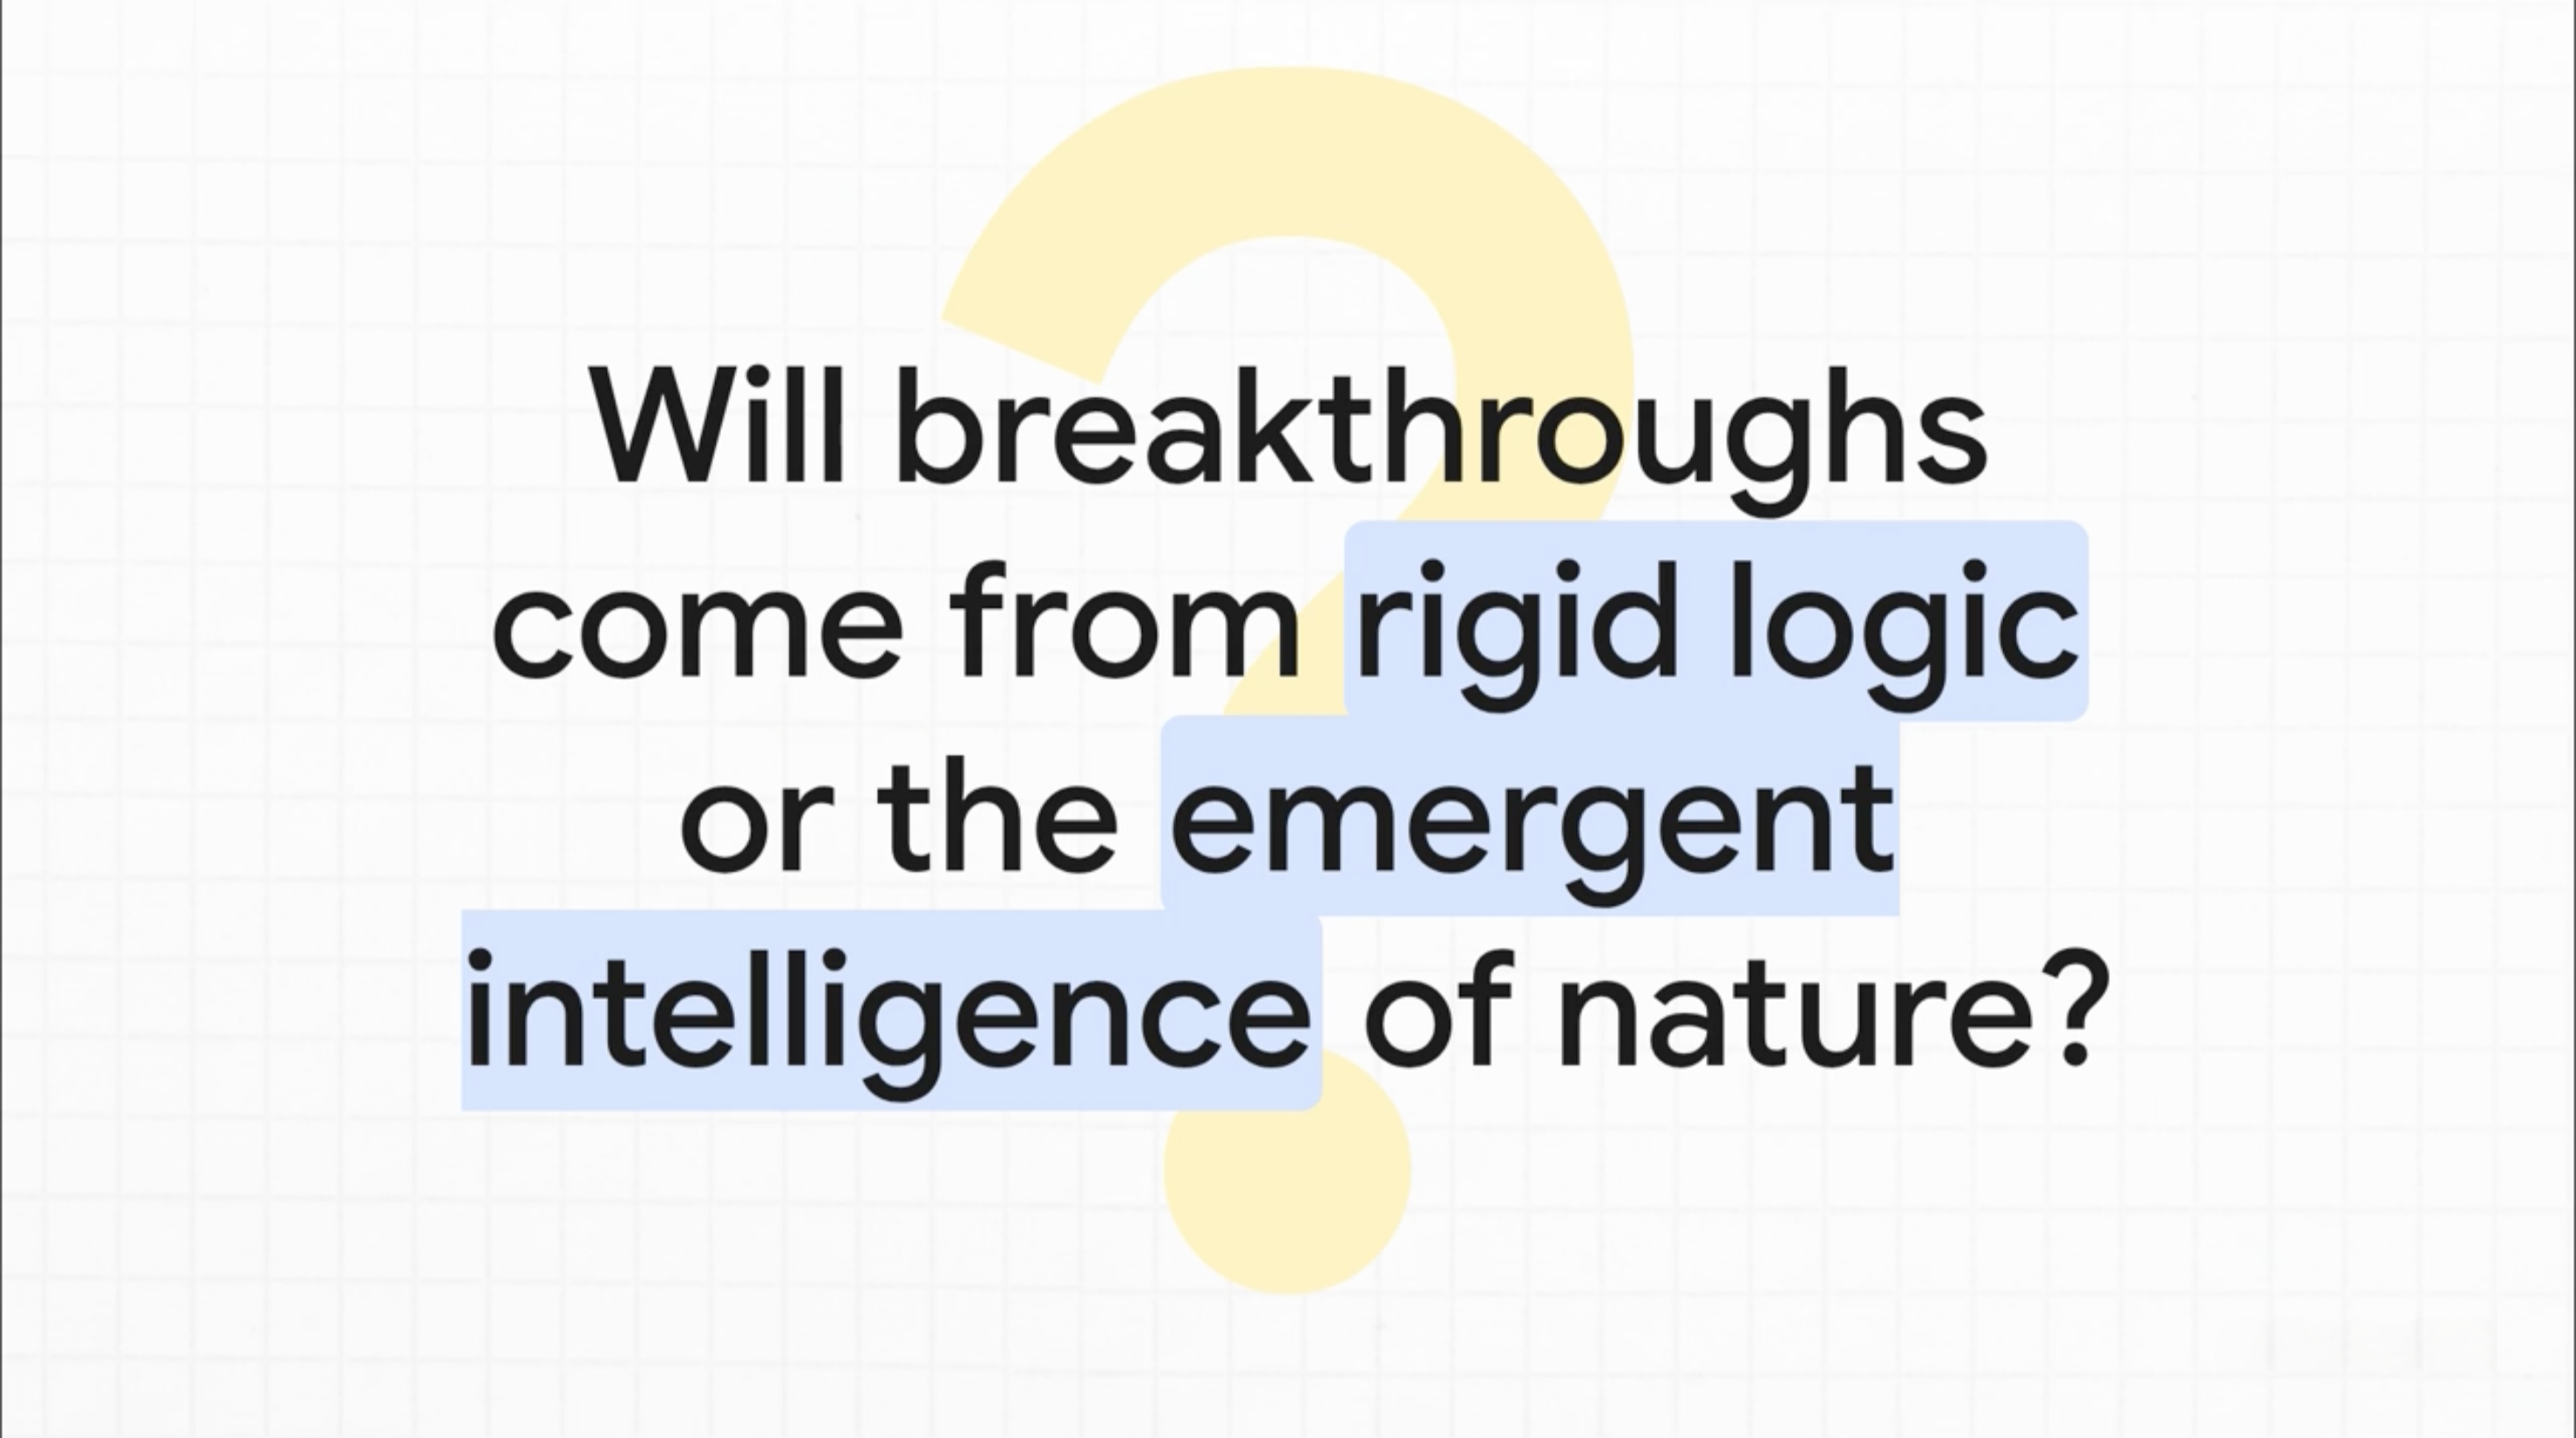 Will breakthroughs
come from rigid logic
or the emergent
intelligence of nature?